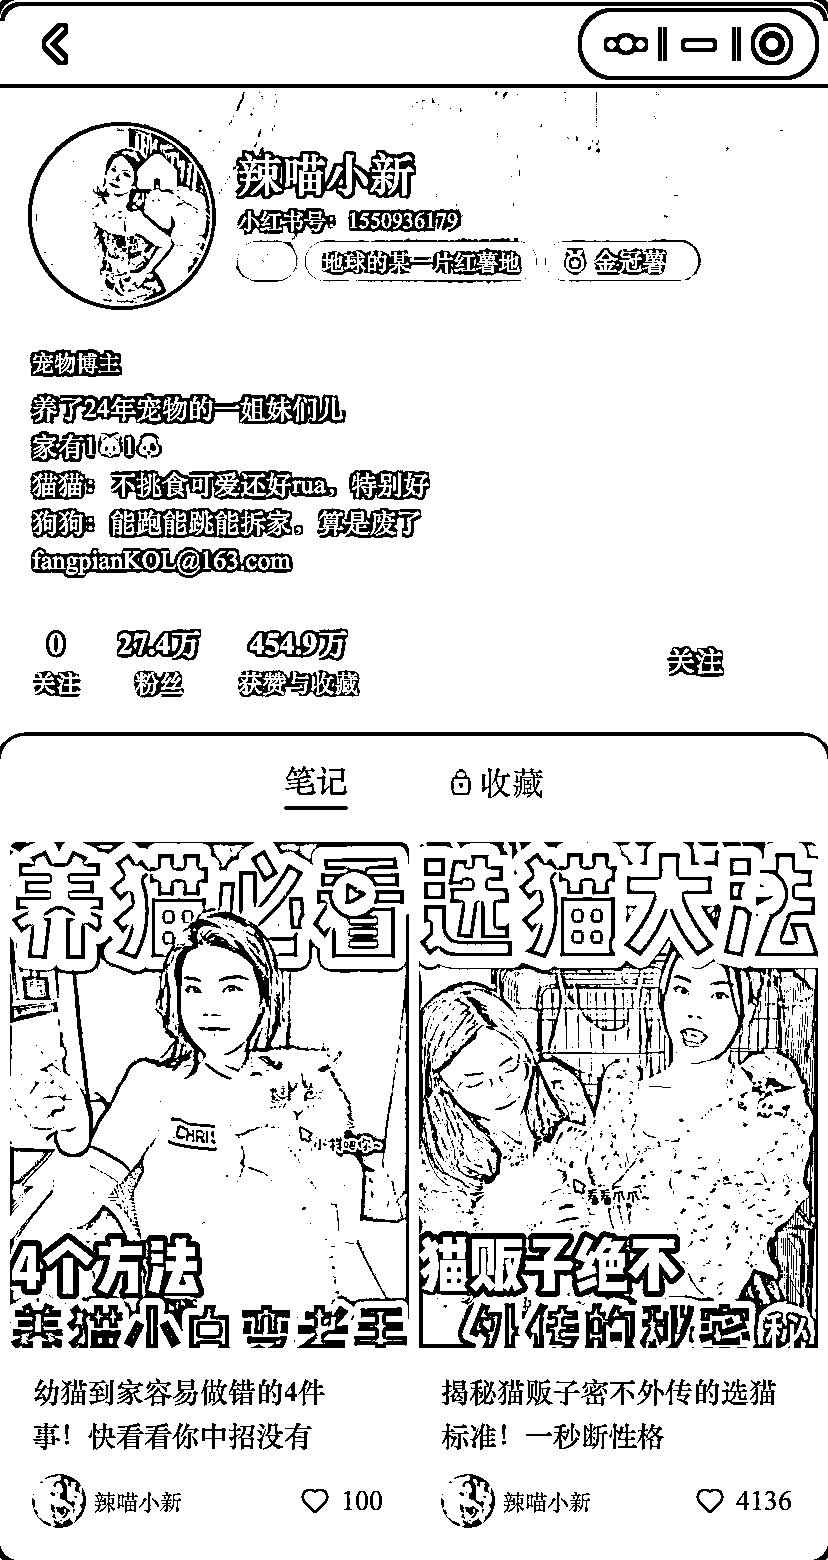 辣喵小新
小红书号：1550936179
地球的某一片红薯地
金冠薯
宠物博主
养了24年宠物的一姐妹们儿
家有1🐱1🐶
猫猫：不挑食可爱还好rua，特别好
狗狗：能跑能跳能拆家。算是废了
fangpianKOL@163.com
0 27.4万 454.9万
关注 粉丝 获赞与收藏
关注
笔记 收藏
养猫必看
CHRIS
4个方法
养猫小白变老手
幼猫到家容易做错的4件
事！快看看你中招没有
辣喵小新 100
选猫大法
猫贩子绝不
外传的秘密
揭秘猫贩子密不外传的选猫
标准！一秒断性格
辣喵小新 4136